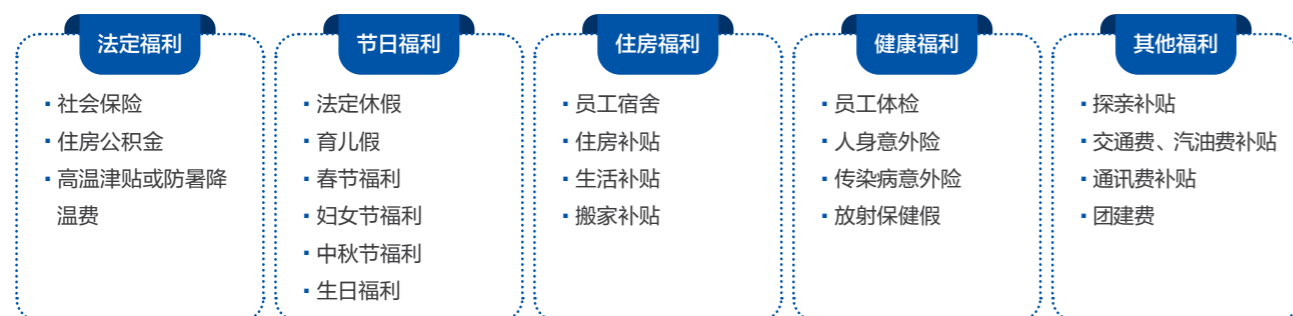 法定福利
· 社会保险
· 住房公积金
· 高温津贴或防暑降
温费
节日福利
· 法定休假
· 育儿假
· 春节福利
· 妇女节福利
· 中秋节福利
· 生日福利
住房福利
· 员工宿舍
· 住房补贴
· 生活补贴
· 搬家补贴
健康福利
· 员工体检
· 人身意外险
· 传染病意外险
· 放射保健假
其他福利
· 探亲补贴
· 交通费、汽油费补贴
· 通讯费补贴
· 团建费